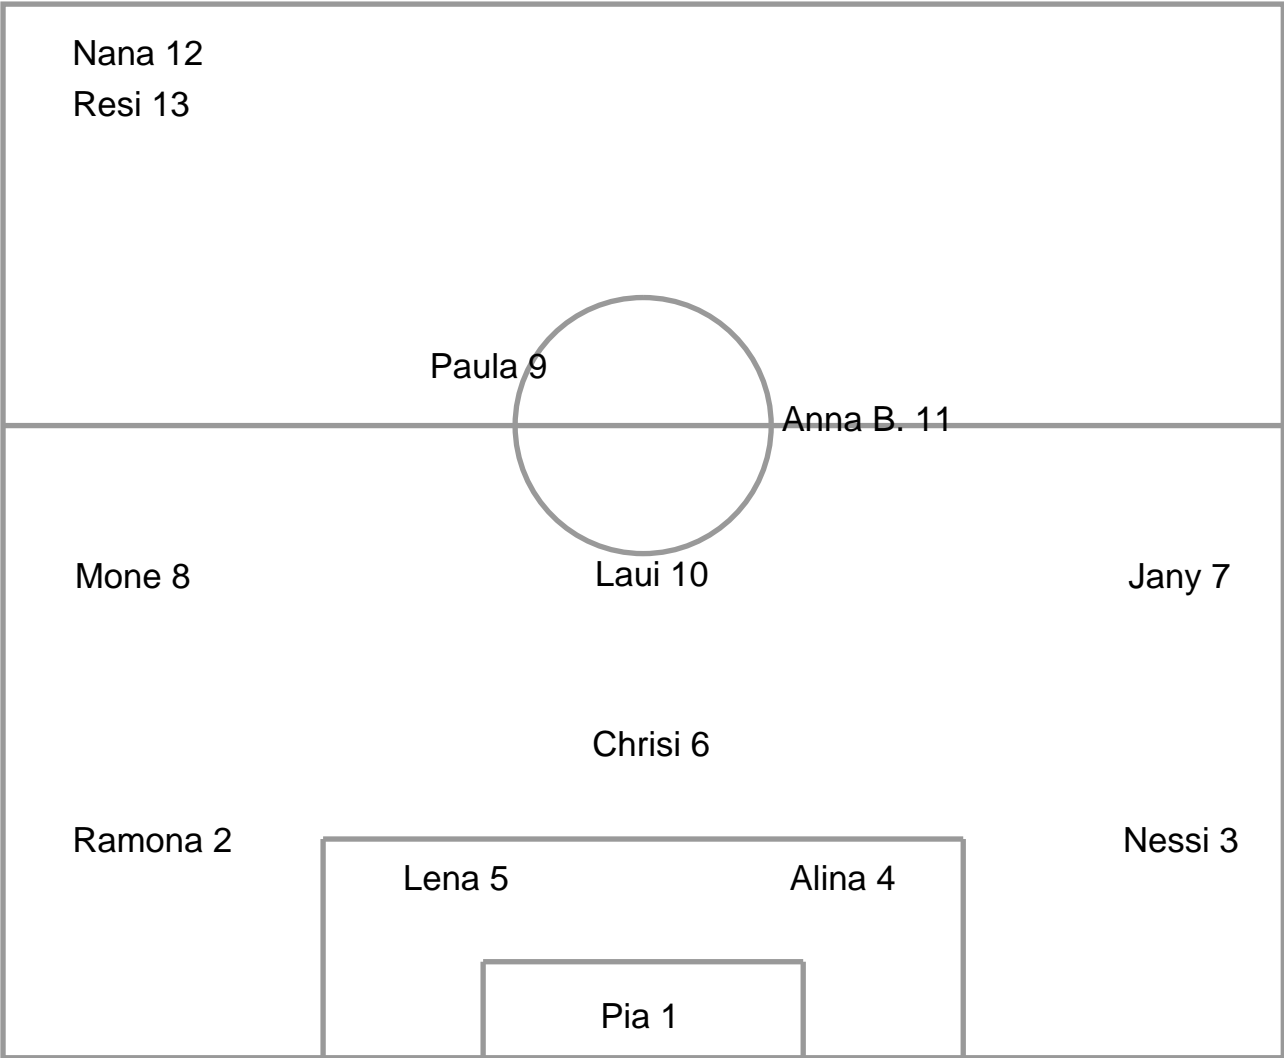 Nana 12
Resi 13
Paula 9
Anna B. 11
Mone 8
Laui 10
Jany 7
Chrisi 6
Ramona 2
Nessi 3
Lena 5
Alina 4
Pia 1